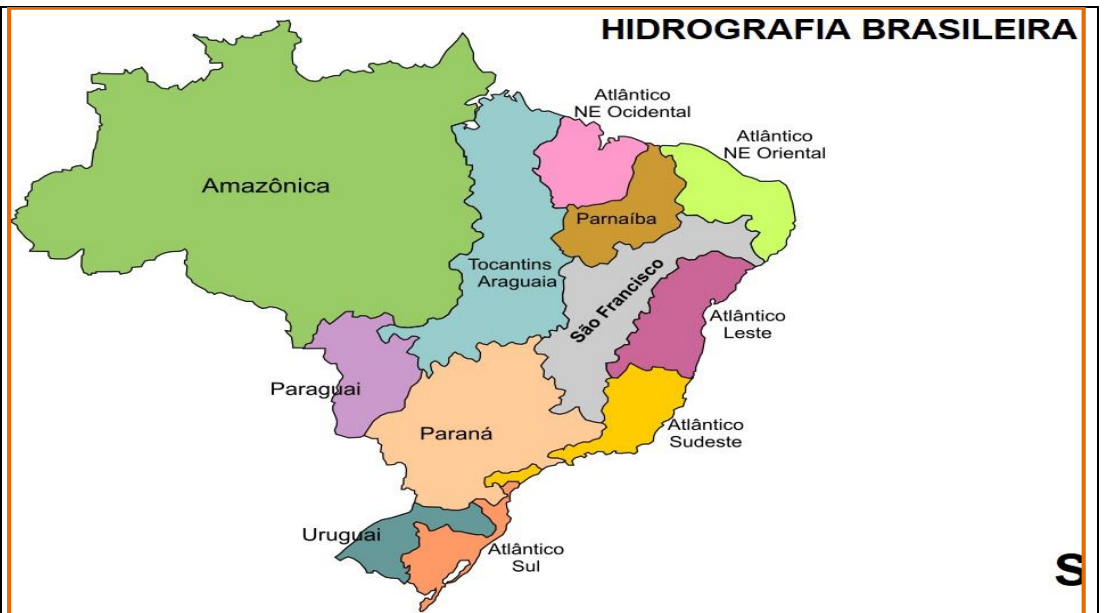 HIDROGRAFIA BRASILEIRA
Atlântico
NE Ocidental
Atlântico
NE Oriental
Amazônica
Parnaíba
Tocantins
Araguaia
São Francisco
Atlântico
Leste
Paraguai
Atlântico
Sudeste
Paraná
Uruguai
Atlântico
Sul
S